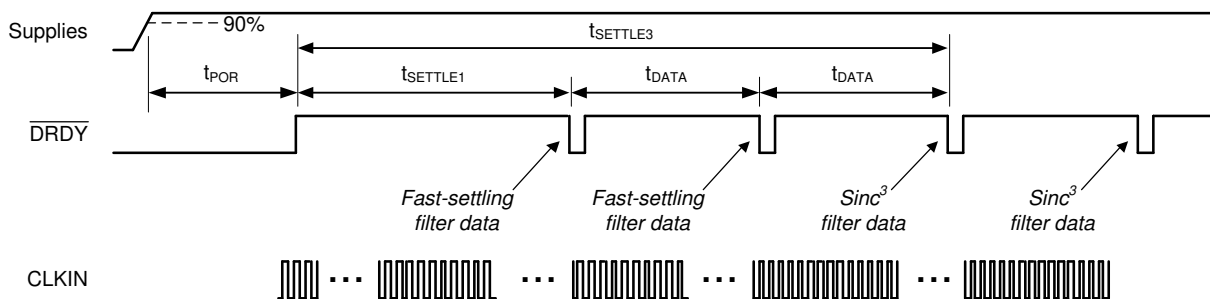 Supplies
90%
tSETTLE3
tPOR
tSETTLE1
tDATA
tDATA
DRDY
Fast-settling
filter data
Fast-settling
filter data
Sinc³
filter data
Sinc³
filter data
CLKIN